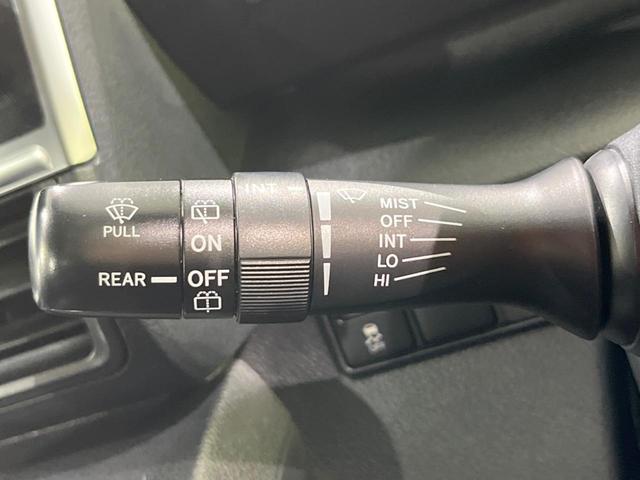 PULL
REAR
ON
OFF
INT
MIST
OFF
INT
LO
HI